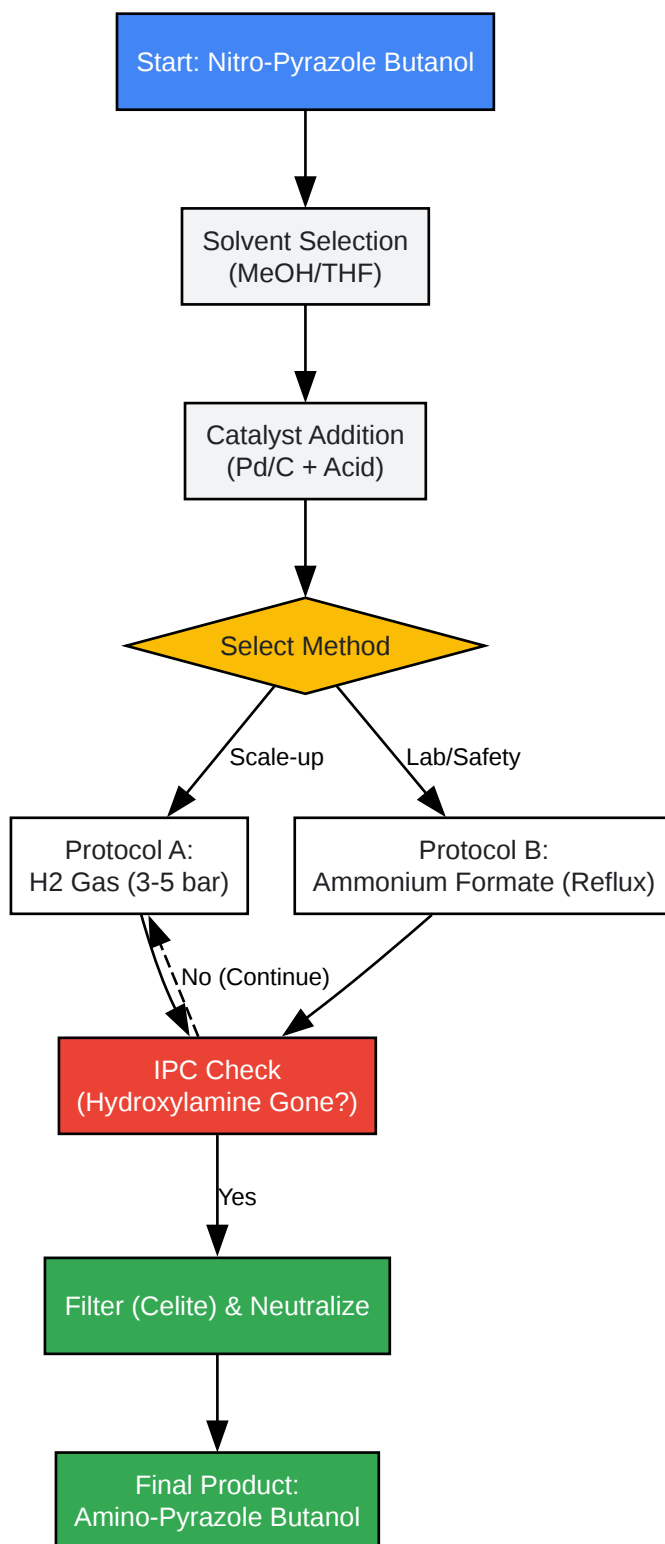 Start: Nitro-Pyrazole Butanol
Solvent Selection
(MeOH/THF)
Catalyst Addition
(Pd/C + Acid)
Select Method
Scale-up
Lab/Safety
Protocol A:
H2 Gas (3-5 bar)
Protocol B:
Ammonium Formate (Reflux)
No (Continue)
IPC Check
(Hydroxylamine Gone?)
Yes
Filter (Celite) & Neutralize
Final Product:
Amino-Pyrazole Butanol